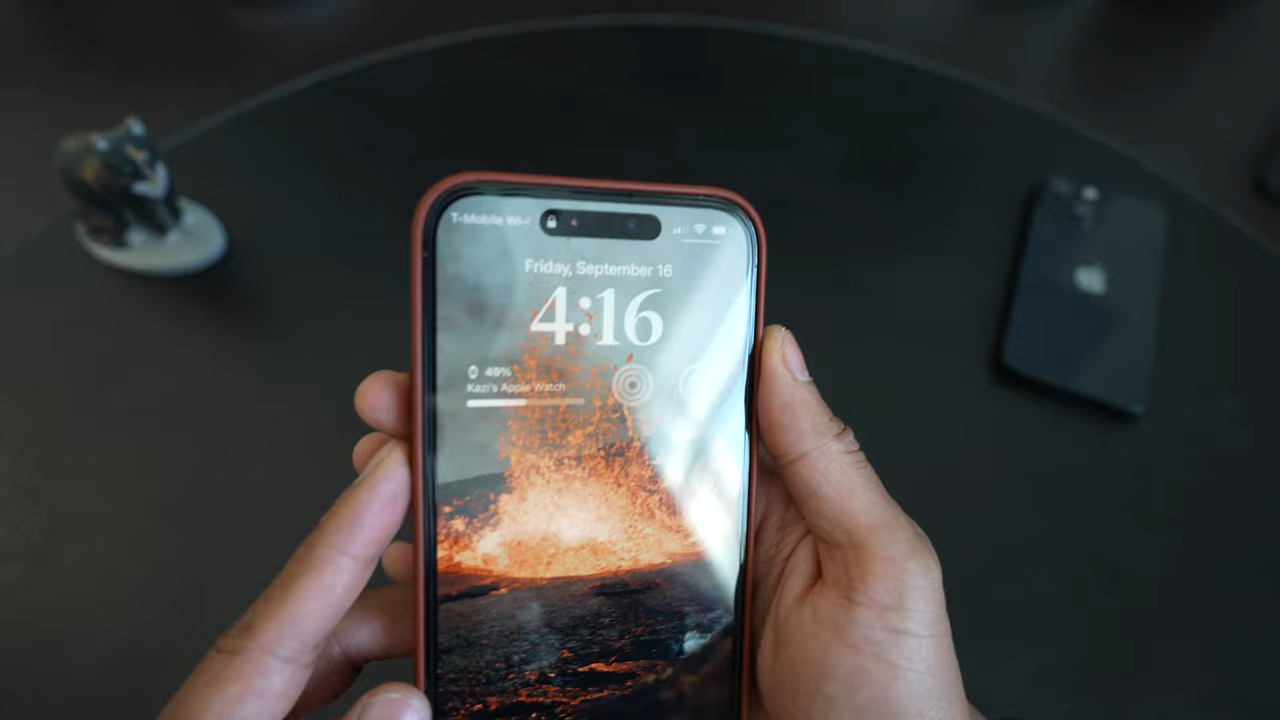 T-Mobile Wi-
Friday, September 16
4:16
49%
Kazi's Apple Watch